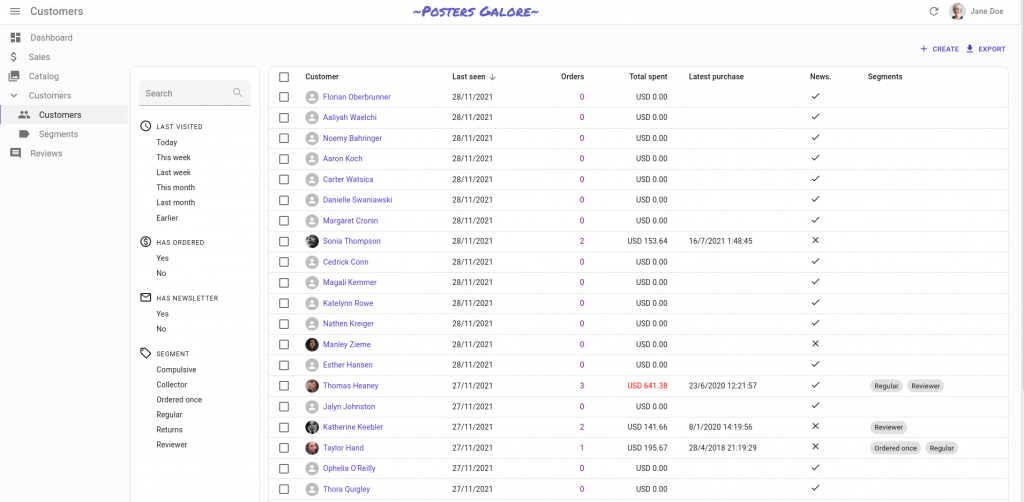 Customers
~POSTERS GALORE~
Jane Doe
Dashboard
Sales
Catalog
Customers
Customers
Segments
Reviews
CREATE
EXPORT
Search
LAST VISITED
Today
This week
Last week
This month
Last month
Earlier
HAS ORDERED
Yes
No
HAS NEWSLETTER
Yes
No
SEGMENT
Compulsive
Collector
Ordered once
Regular
Returns
Reviewer
Customer Last seen Orders Total spent Latest purchase News. Segments
Florian Oberbrunner 28/11/2021 0 USD 0.00
Aaliyah Waelchi 28/11/2021 0 USD 0.00
Noemy Bahringer 28/11/2021 0 USD 0.00
Aaron Koch 28/11/2021 0 USD 0.00
Carter Watsica 28/11/2021 0 USD 0.00
Danielle Swaniawski 28/11/2021 0 USD 0.00
Margaret Cronin 28/11/2021 0 USD 0.00
Sonia Thompson 28/11/2021 2 USD 153.64 16/7/2021 1:48:45
Cedrick Conn 28/11/2021 0 USD 0.00
Magali Kemmer 28/11/2021 0 USD 0.00
Katelynn Rowe 28/11/2021 0 USD 0.00
Nathen Kreiger 28/11/2021 0 USD 0.00
Manley Zieme 28/11/2021 0 USD 0.00
Esther Hansen 28/11/2021 0 USD 0.00
Thomas Heaney 27/11/2021 3 USD 641.38 23/6/2020 12:21:57 Regular Reviewer
Jalyn Johnston 27/11/2021 0 USD 0.00
Katherine Keebler 27/11/2021 2 USD 141.66 8/1/2020 14:19:56 Reviewer
Taylor Hand 27/11/2021 1 USD 195.67 28/4/2018 21:19:29 Ordered once Regular
Ophelia O'Reilly 27/11/2021 0 USD 0.00
Thora Quigley 27/11/2021 0 USD 0.00